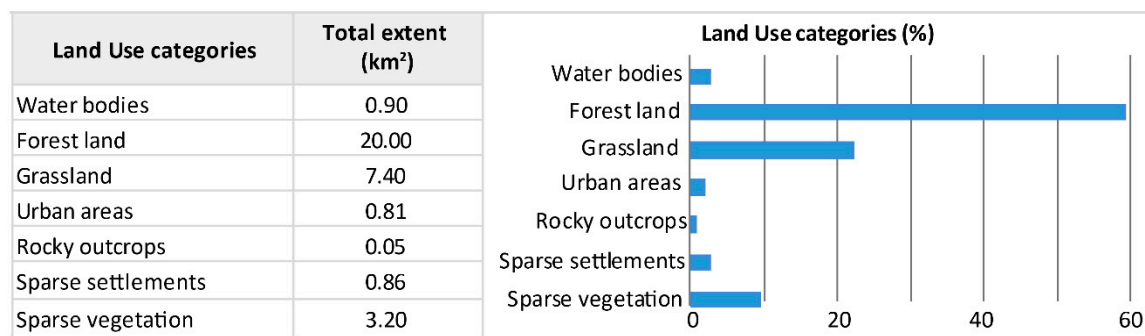 Land Use categories Total extent (km²)
Water bodies 0.90
Forest land 20.00
Grassland 7.40
Urban areas 0.81
Rocky outcrops 0.05
Sparse settlements 0.86
Sparse vegetation 3.20
Land Use categories (%)
Water bodies
Forest land
Grassland
Urban areas
Rocky outcrops
Sparse settlements
Sparse vegetation
0 20 40 60